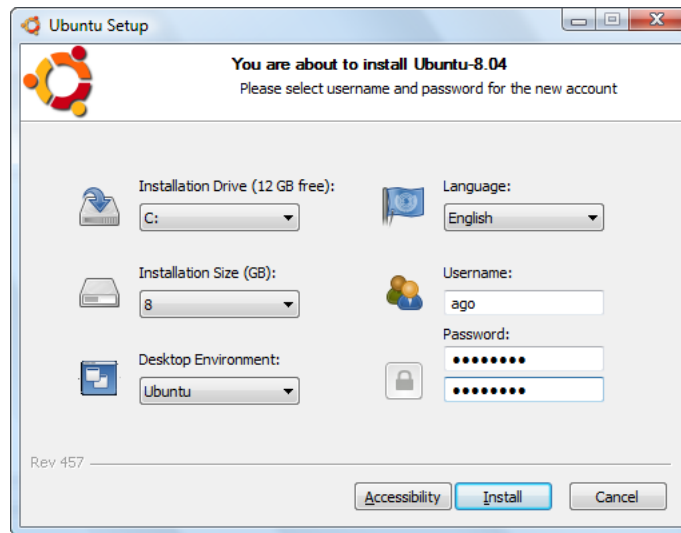 Ubuntu Setup
You are about to install Ubuntu-8.04
Please select username and password for the new account
Installation Drive (12 GB free):
C:
Language:
English
Installation Size (GB):
8
Username:
ago
Password:
••••••••
••••••••
Desktop Environment:
Ubuntu
Rev 457
Accessibility
Install
Cancel